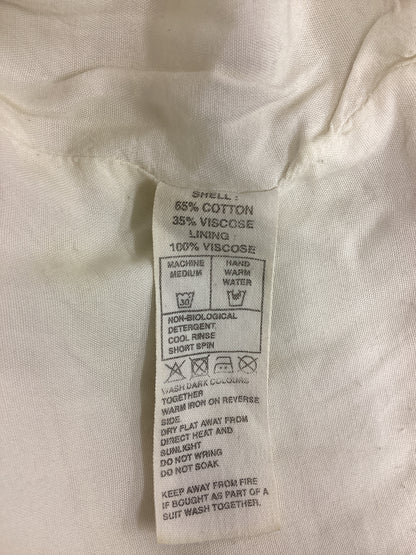 SHELL :
65% COTTON
35% VISCOSE
LINING :
100% VISCOSE
MACHINE
MEDIUM
30
HAND
WARM
WATER
NON-BIOLOGICAL
DETERGENT
COOL RINSE
SHORT SPIN
WASH DARK COLOURS
TOGETHER
WARM IRON ON REVERSE
SIDE
DRY FLAT AWAY FROM
DIRECT HEAT AND
SUNLIGHT
DO NOT WRING
DO NOT SOAK
KEEP AWAY FROM FIRE
IF BOUGHT AS PART OF A
SUIT WASH TOGETHER.